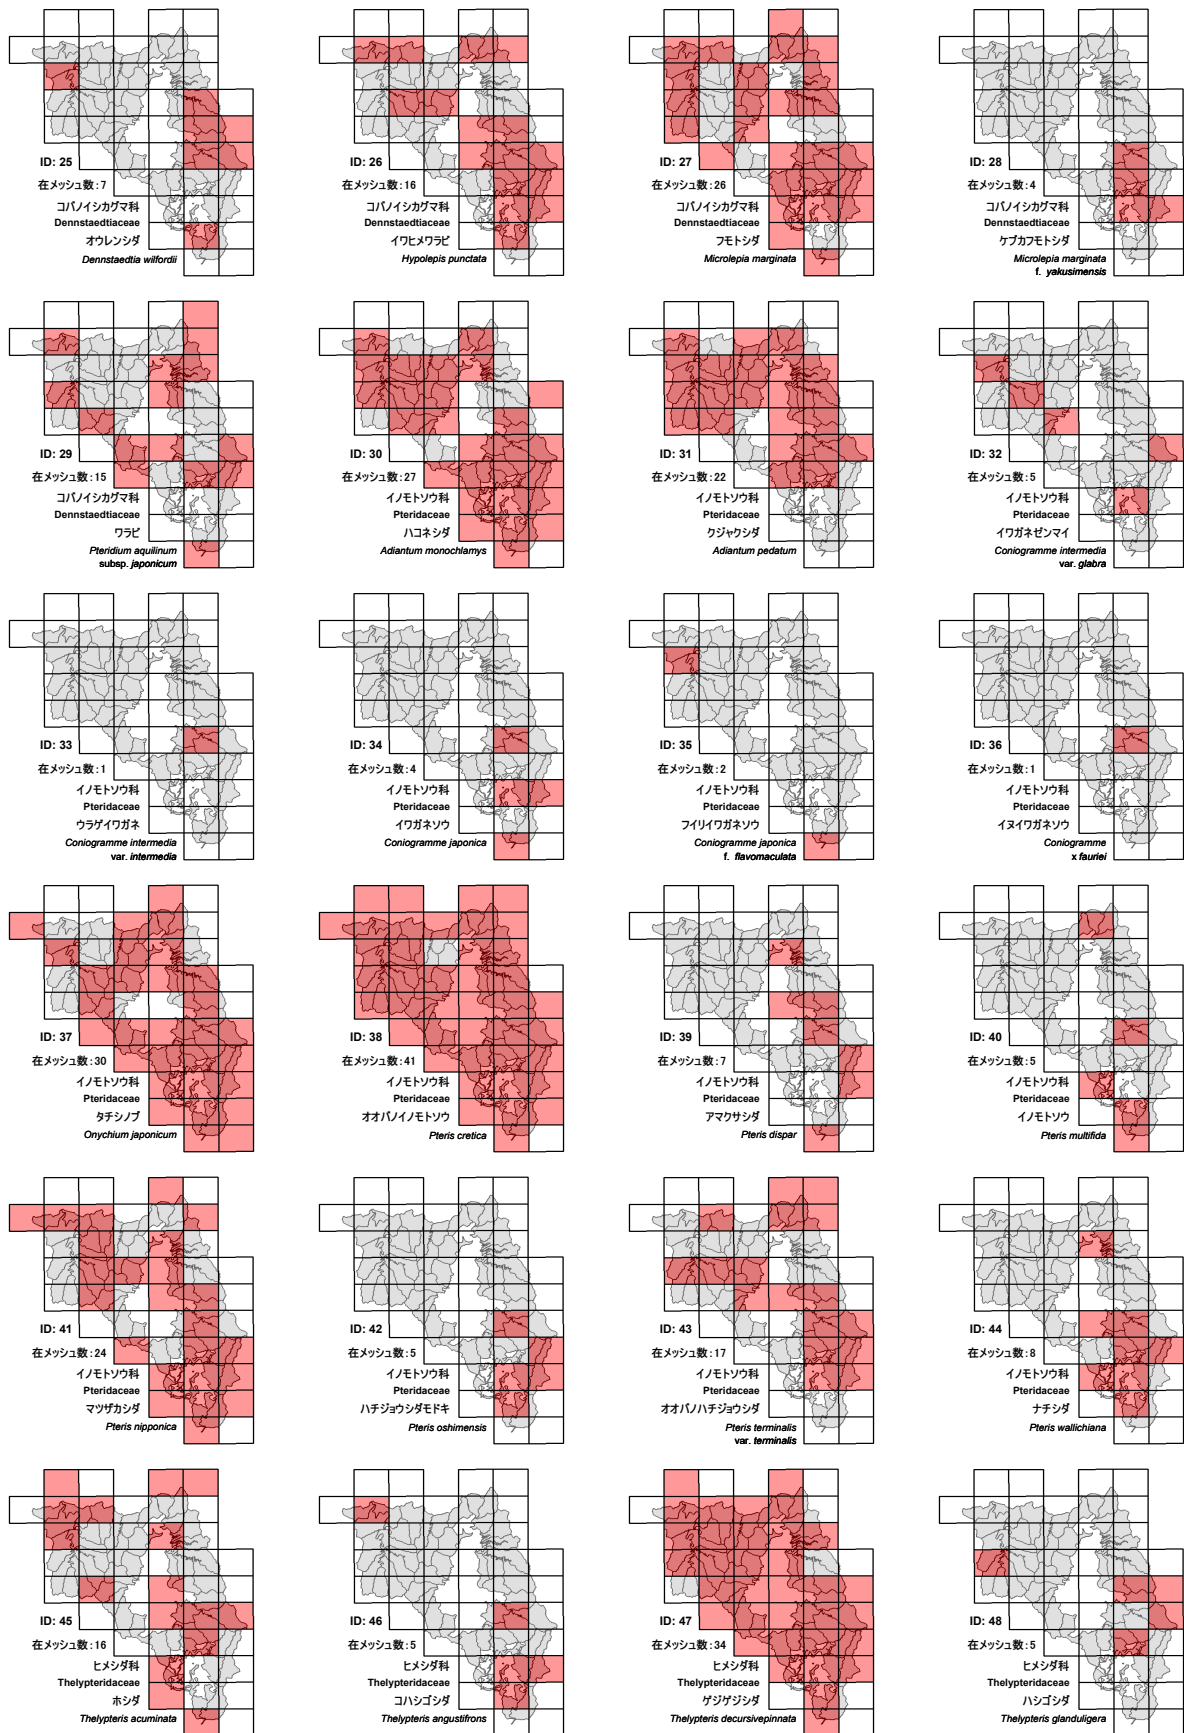 ID: 25
在メッシュ数:7
コバノイシカグマ科
Dennstaedtiaceae
オウレンシダ
Dennstaedtia wilfordii
ID: 26
在メッシュ数:16
コバノイシカグマ科
Dennstaedtiaceae
イワヒメワラビ
Hypolepis punctata
ID: 27
在メッシュ数:26
コバノイシカグマ科
Dennstaedtiaceae
フモトシダ
Microlepia marginata
ID: 28
在メッシュ数:4
コバノイシカグマ科
Dennstaedtiaceae
ケブカフモトシダ
Microlepia marginata
f. yakusimensis
ID: 29
在メッシュ数:15
コバノイシカグマ科
Dennstaedtiaceae
ワラビ
Pteridium aquilinum
subsp. japonicum
ID: 30
在メッシュ数:27
イノモトソウ科
Pteridaceae
ハコネシダ
Adiantum monochlamys
ID: 31
在メッシュ数:22
イノモトソウ科
Pteridaceae
クジャクシダ
Adiantum pedatum
ID: 32
在メッシュ数:5
イノモトソウ科
Pteridaceae
イワガネゼンマイ
Coniogramme intermedia
var. glabra
ID: 33
在メッシュ数:1
イノモトソウ科
Pteridaceae
ウラゲイワガネ
Coniogramme intermedia
var. intermedia
ID: 34
在メッシュ数:4
イノモトソウ科
Pteridaceae
イワガネソウ
Coniogramme japonica
ID: 35
在メッシュ数:2
イノモトソウ科
Pteridaceae
フイリイワガネソウ
Coniogramme japonica
f. flavomaculata
ID: 36
在メッシュ数:1
イノモトソウ科
Pteridaceae
イヌイワガネソウ
Coniogramme
x fauriei
ID: 37
在メッシュ数:30
イノモトソウ科
Pteridaceae
タチシノブ
Onychium japonicum
ID: 38
在メッシュ数:41
イノモトソウ科
Pteridaceae
オオバノイノモトソウ
Pteris cretica
ID: 39
在メッシュ数:7
イノモトソウ科
Pteridaceae
アマクサシダ
Pteris dispar
ID: 40
在メッシュ数:5
イノモトソウ科
Pteridaceae
イノモトソウ
Pteris multifida
ID: 41
在メッシュ数:24
イノモトソウ科
Pteridaceae
マツザカシダ
Pteris nipponica
ID: 42
在メッシュ数:5
イノモトソウ科
Pteridaceae
ハチジョウシダモドキ
Pteris oshimensis
ID: 43
在メッシュ数:17
イノモトソウ科
Pteridaceae
オオバノハチジョウシダ
Pteris terminalis
var. terminalis
ID: 44
在メッシュ数:8
イノモトソウ科
Pteridaceae
ナチシダ
Pteris wallichiana
ID: 45
在メッシュ数:16
ヒメシダ科
Thelypteridaceae
ホシダ
Thelypteris acuminata
ID: 46
在メッシュ数:5
ヒメシダ科
Thelypteridaceae
コハシゴシダ
Thelypteris angustifrons
ID: 47
在メッシュ数:34
ヒメシダ科
Thelypteridaceae
ゲジゲジシダ
Thelypteris decursivepinnata
ID: 48
在メッシュ数:5
ヒメシダ科
Thelypteridaceae
ハシゴシダ
Thelypteris glanduligera